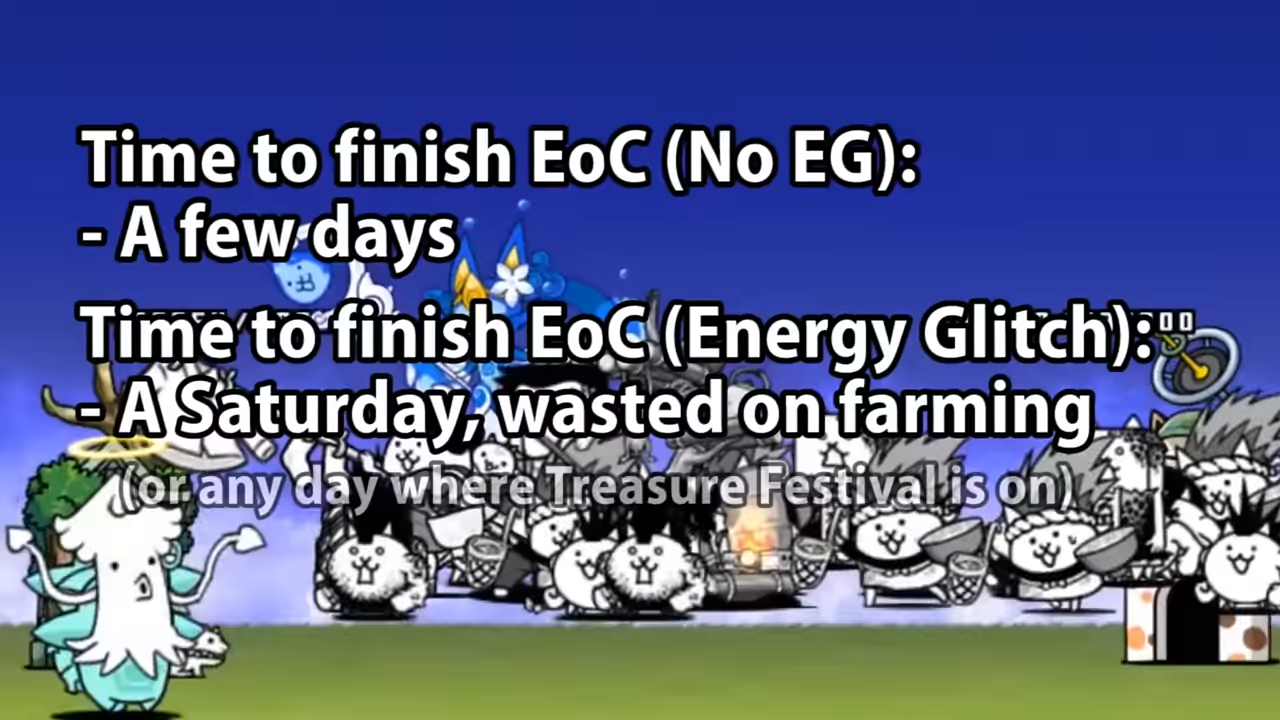 Time to finish EoC (No EG):
- A few days
Time to finish EoC (Energy Glitch):
- A Saturday, wasted on farming
(or any day where Treasure Festival is on)